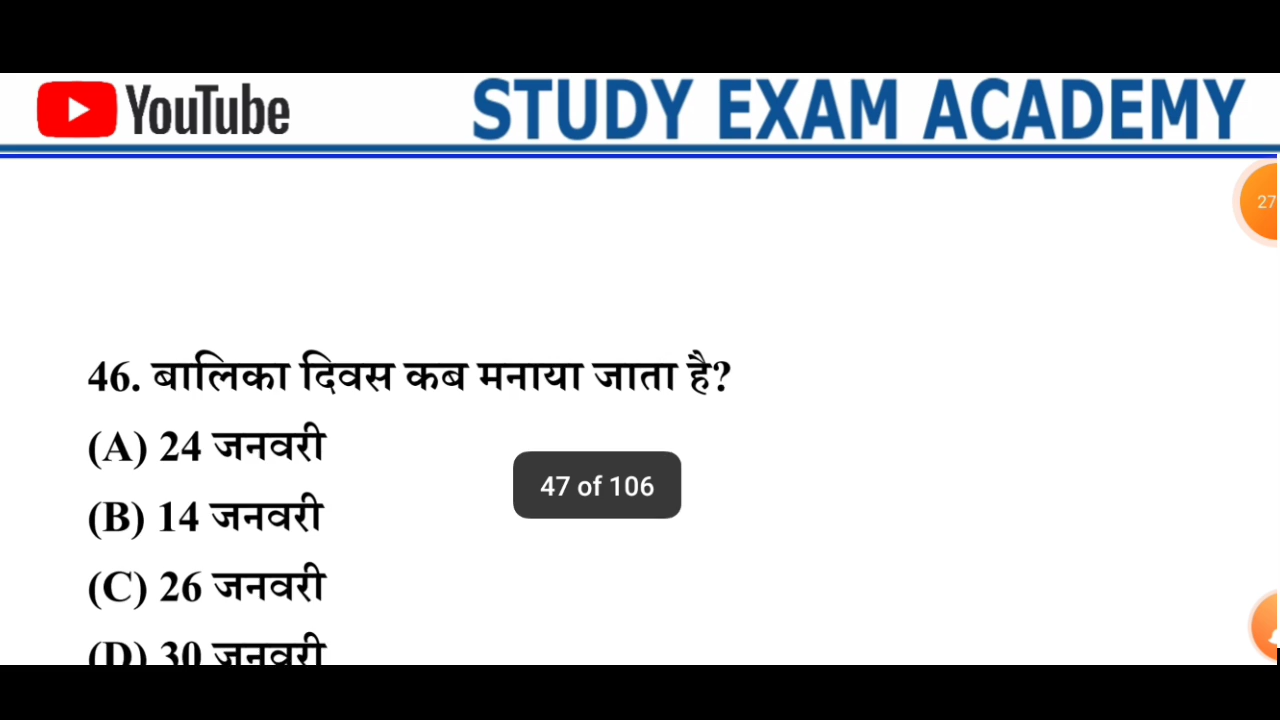 YouTube STUDY EXAM ACADEMY
27
46. बालिका दिवस कब मनाया जाता है?
(A) 24 जनवरी
47 of 106
(B) 14 जनवरी
(C) 26 जनवरी
(D) 30 जनवरी